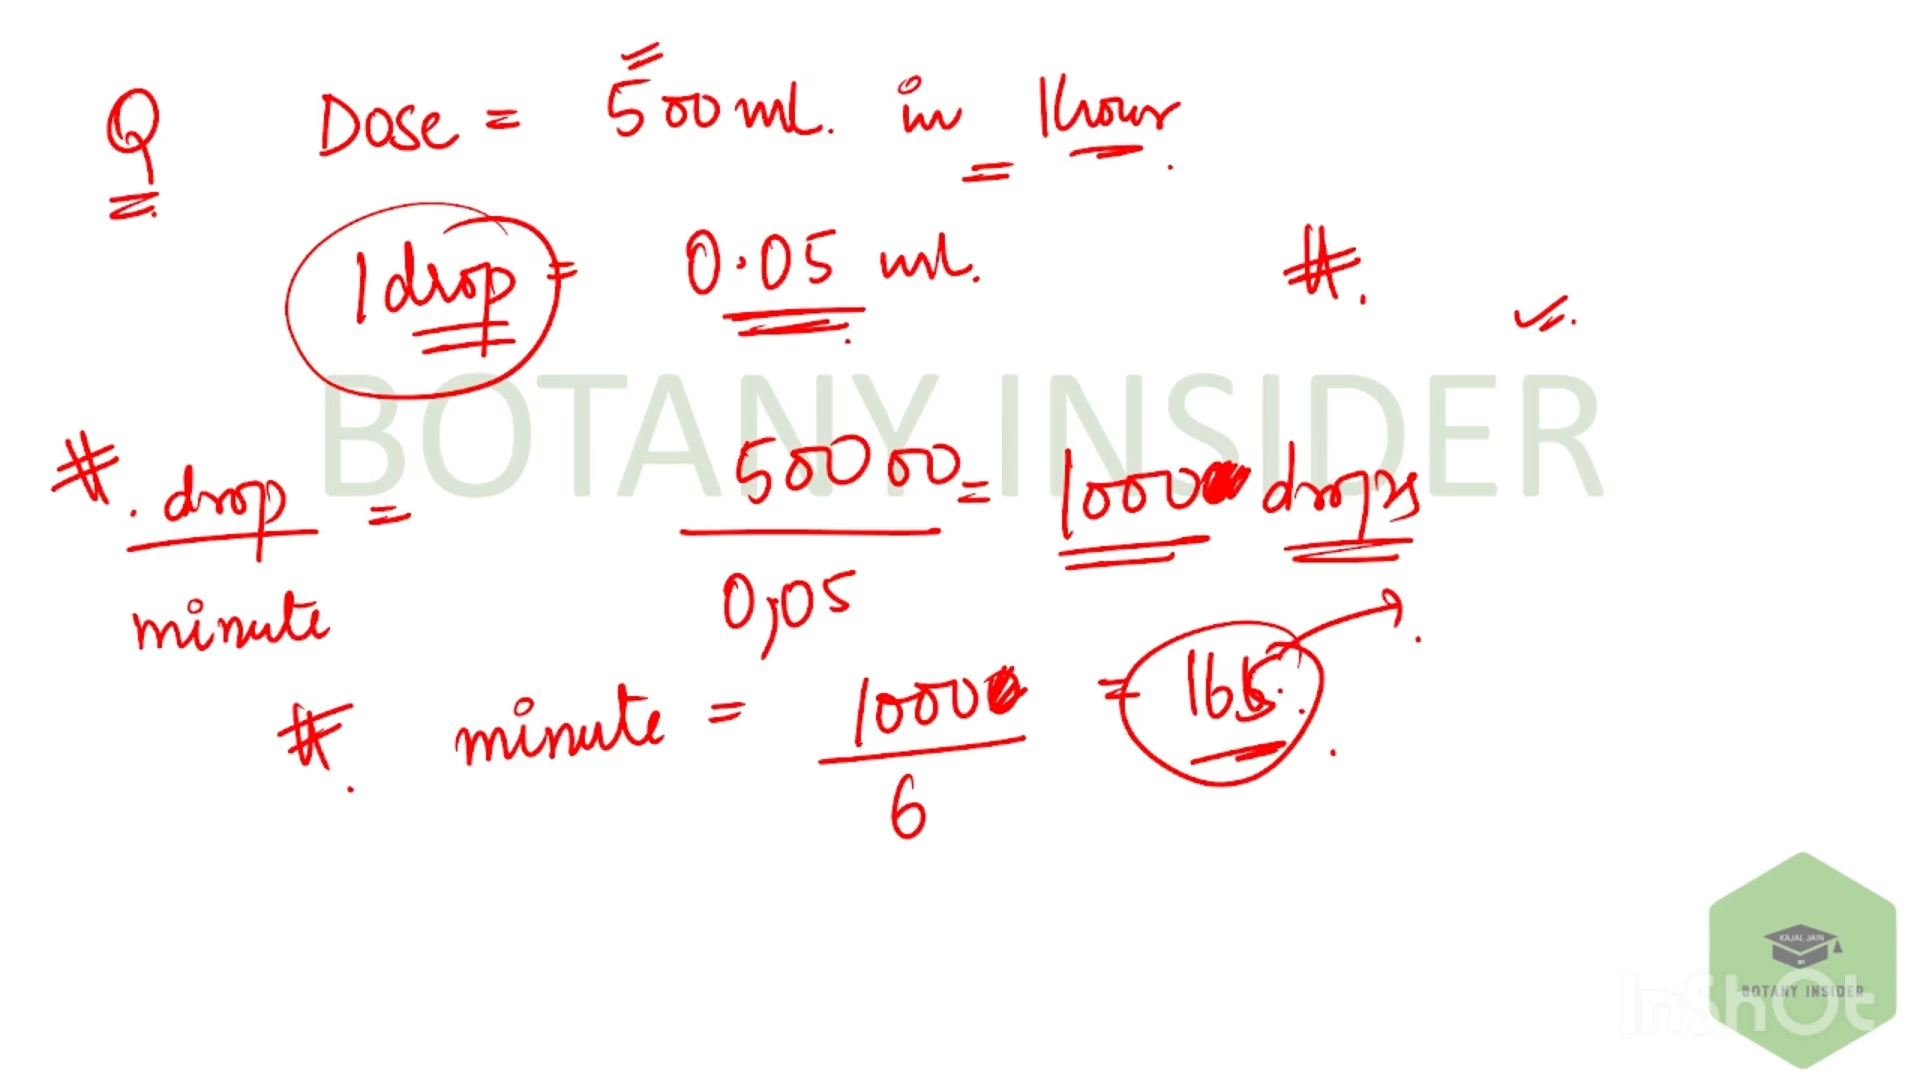 Q Dose = 500 ml. in 1 hour
1 drop = 0.05 ml. #.
BOTANY INSIDER
#. drop = 50000 = 1000 drops
minute 0,05
#. minute = 1000 = 166.
6
KAJAL JAIN
BY
BOTANY INSIDER
InShOt